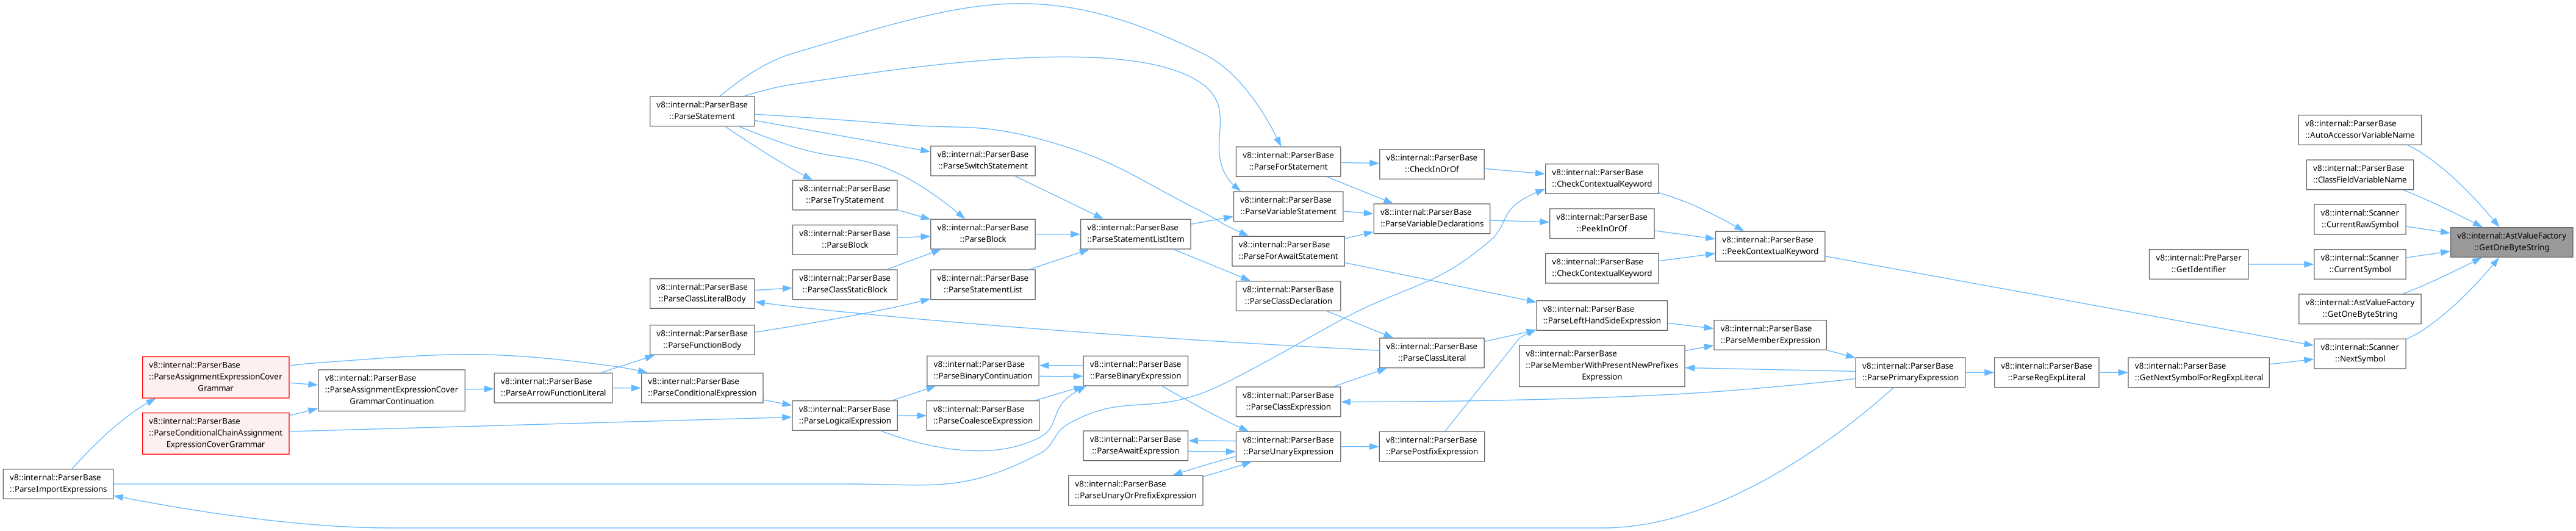 v8::internal::ParserBase
::ParseStatement
v8::internal::ParserBase
::ParseSwitchStatement
v8::internal::ParserBase
::ParseTryStatement
v8::internal::ParserBase
::ParseBlock
v8::internal::ParserBase
::ParseBlock
v8::internal::ParserBase
::ParseClassLiteralBody
v8::internal::ParserBase
::ParseClassStaticBlock
v8::internal::ParserBase
::ParseStatementList
v8::internal::ParserBase
::ParseStatementListItem
v8::internal::ParserBase
::ParseFunctionBody
v8::internal::ParserBase
::ParseAssignmentExpressionCover
Grammar
v8::internal::ParserBase
::ParseConditionalChainAssignment
ExpressionCoverGrammar
v8::internal::ParserBase
::ParseImportExpressions
v8::internal::ParserBase
::ParseAssignmentExpressionCover
GrammarContinuation
v8::internal::ParserBase
::ParseArrowFunctionLiteral
v8::internal::ParserBase
::ParseConditionalExpression
v8::internal::ParserBase
::ParseLogicalExpression
v8::internal::ParserBase
::ParseBinaryContinuation
v8::internal::ParserBase
::ParseCoalesceExpression
v8::internal::ParserBase
::ParseBinaryExpression
v8::internal::ParserBase
::ParseAwaitExpression
v8::internal::ParserBase
::ParseUnaryOrPrefixExpression
v8::internal::ParserBase
::ParseForStatement
v8::internal::ParserBase
::ParseVariableStatement
v8::internal::ParserBase
::ParseForAwaitStatement
v8::internal::ParserBase
::ParseClassDeclaration
v8::internal::ParserBase
::ParseClassExpression
v8::internal::ParserBase
::ParseUnaryExpression
v8::internal::ParserBase
::CheckInOrOf
v8::internal::ParserBase
::ParseVariableDeclarations
v8::internal::ParserBase
::ParseClassLiteral
v8::internal::ParserBase
::ParsePostfixExpression
v8::internal::ParserBase
::CheckContextualKeyword
v8::internal::ParserBase
::PeekInOrOf
v8::internal::ParserBase
::CheckContextualKeyword
v8::internal::ParserBase
::ParseLeftHandSideExpression
v8::internal::ParserBase
::ParseMemberWithPresentNewPrefixes
Expression
v8::internal::ParserBase
::PeekContextualKeyword
v8::internal::ParserBase
::ParseMemberExpression
v8::internal::ParserBase
::ParsePrimaryExpression
v8::internal::ParserBase
::ParseRegExpLiteral
v8::internal::ParserBase
::GetNextSymbolForRegExpLiteral
v8::internal::PreParser
::GetIdentifier
v8::internal::ParserBase
::AutoAccessorVariableName
v8::internal::ParserBase
::ClassFieldVariableName
v8::internal::Scanner
::CurrentRawSymbol
v8::internal::Scanner
::CurrentSymbol
v8::internal::AstValueFactory
::GetOneByteString
v8::internal::Scanner
::NextSymbol
v8::internal::AstValueFactory
::GetOneByteString